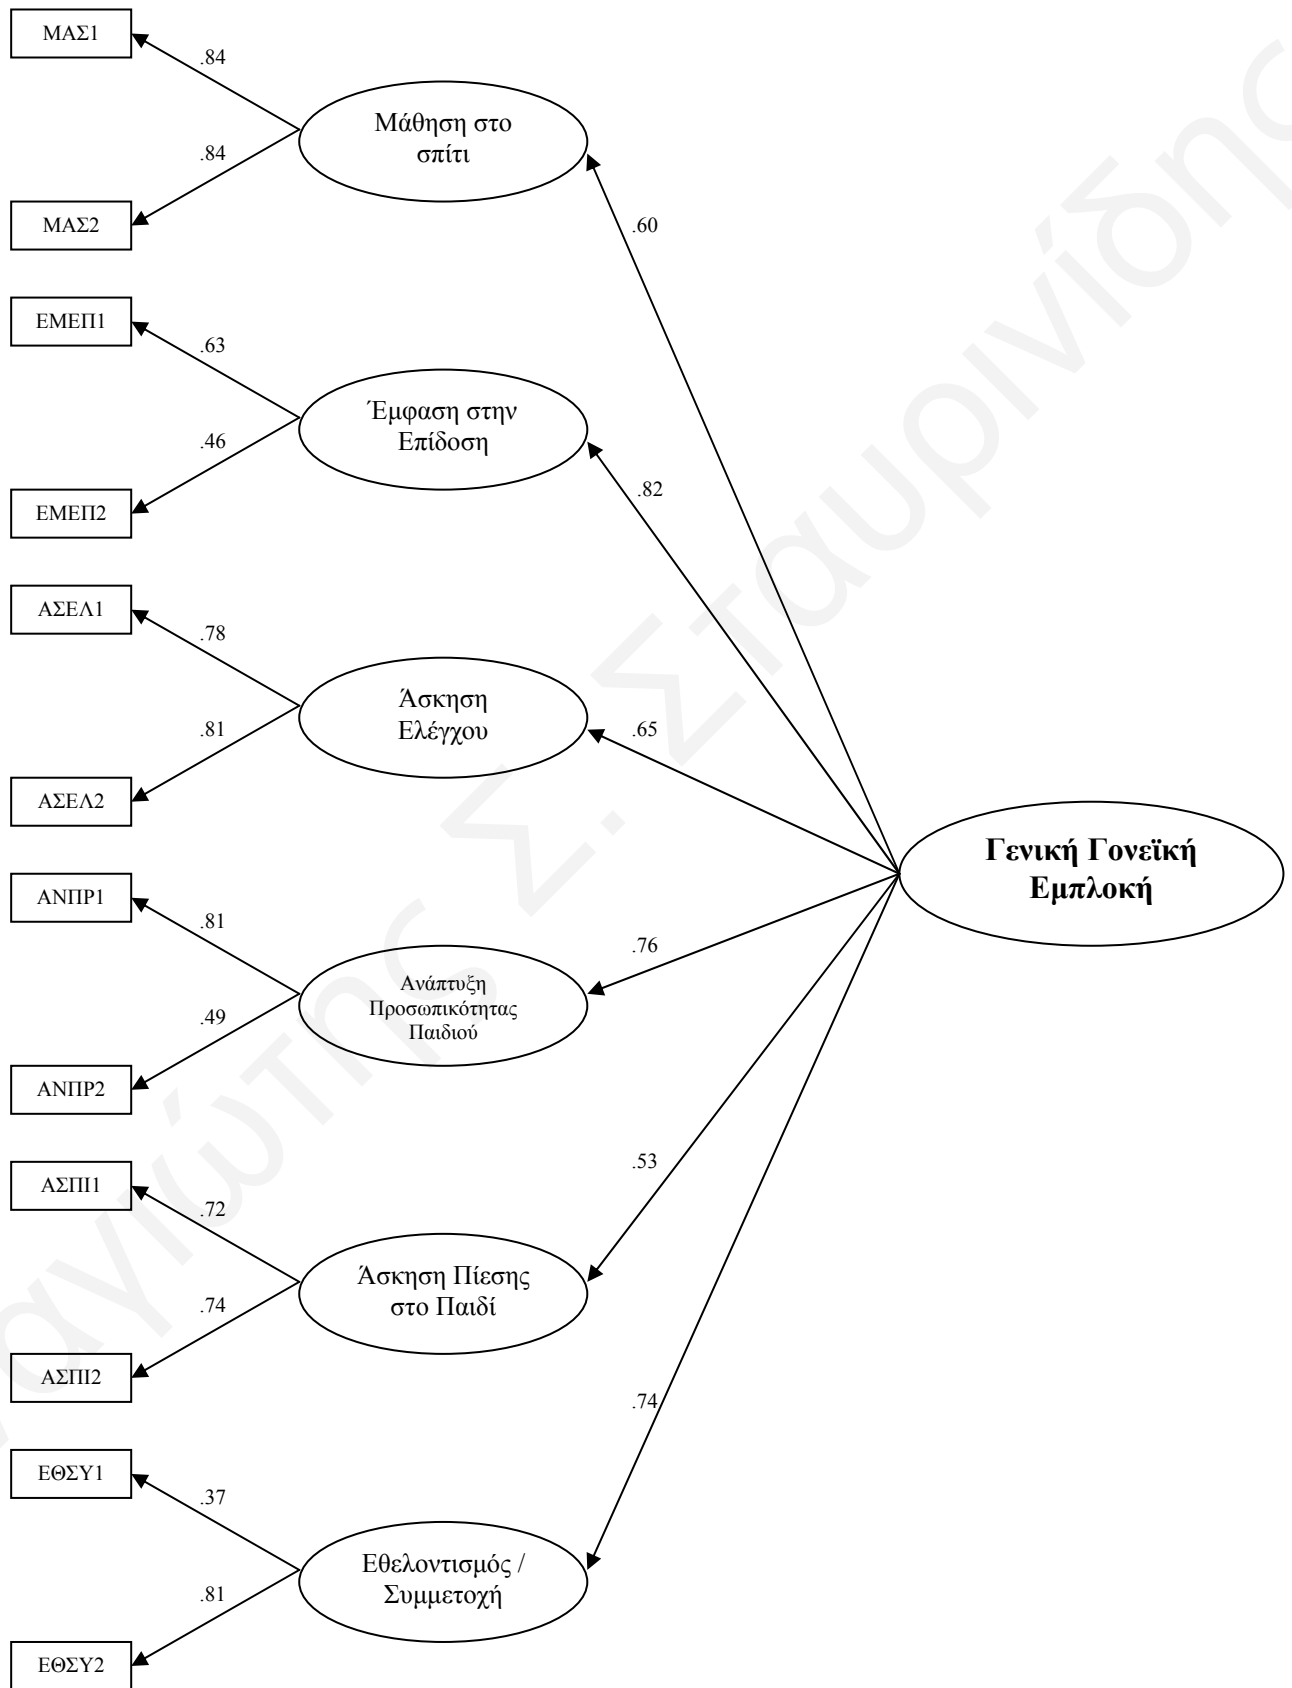 ΜΑΣ1
.84
Μάθηση στο
σπίτι
.84
ΜΑΣ2
.60
ΕΜΕΠ1
.63
Έμφαση στην
Επίδοση
.46
.82
ΕΜΕΠ2
ΑΣΕΛ1
.78
Άσκηση
Ελέγχου
.81
.65
ΑΣΕΛ2
Γενική Γονεϊκή
Εμπλοκή
ΑΝΠΡ1
.81
.76
Ανάπτυξη
Προσωπικότητας
Παιδιού
.49
ΑΝΠΡ2
.53
ΑΣΠΙ1
.72
Άσκηση Πίεσης
στο Παιδί
.74
ΑΣΠΙ2
.74
ΕΘΣΥ1
.37
Εθελοντισμός /
Συμμετοχή
.81
ΕΘΣΥ2
Σ. Σταυρινίδης